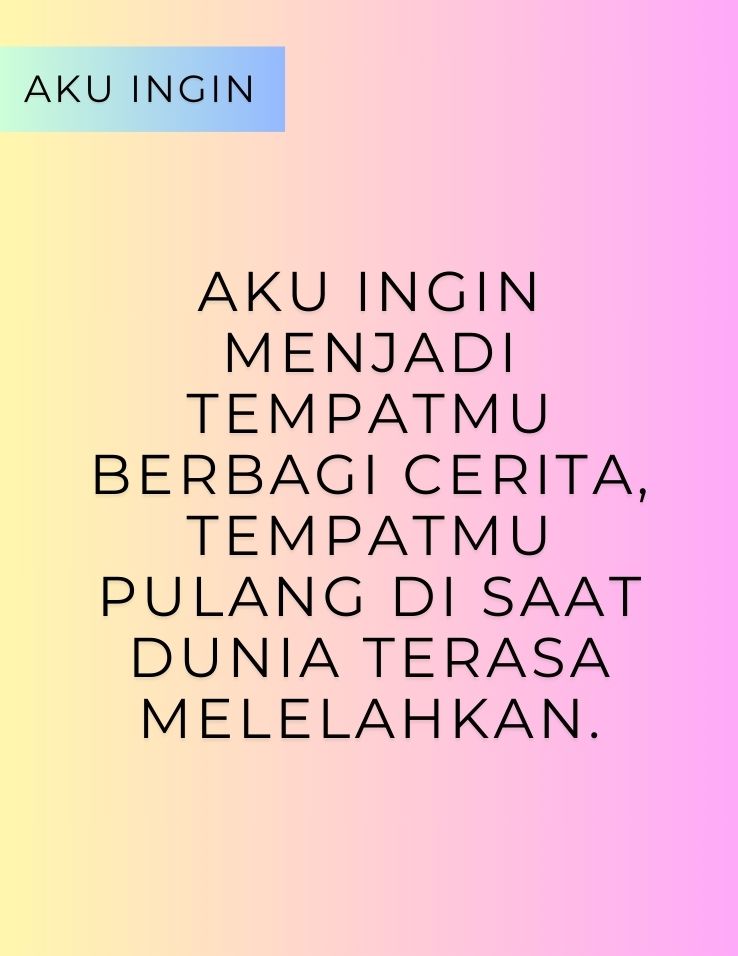 AKU INGIN
AKU INGIN
MENJADI
TEMPATMU
BERBAGI CERITA,
TEMPATMU
PULANG DI SAAT
DUNIA TERASA
MELELAHKAN.